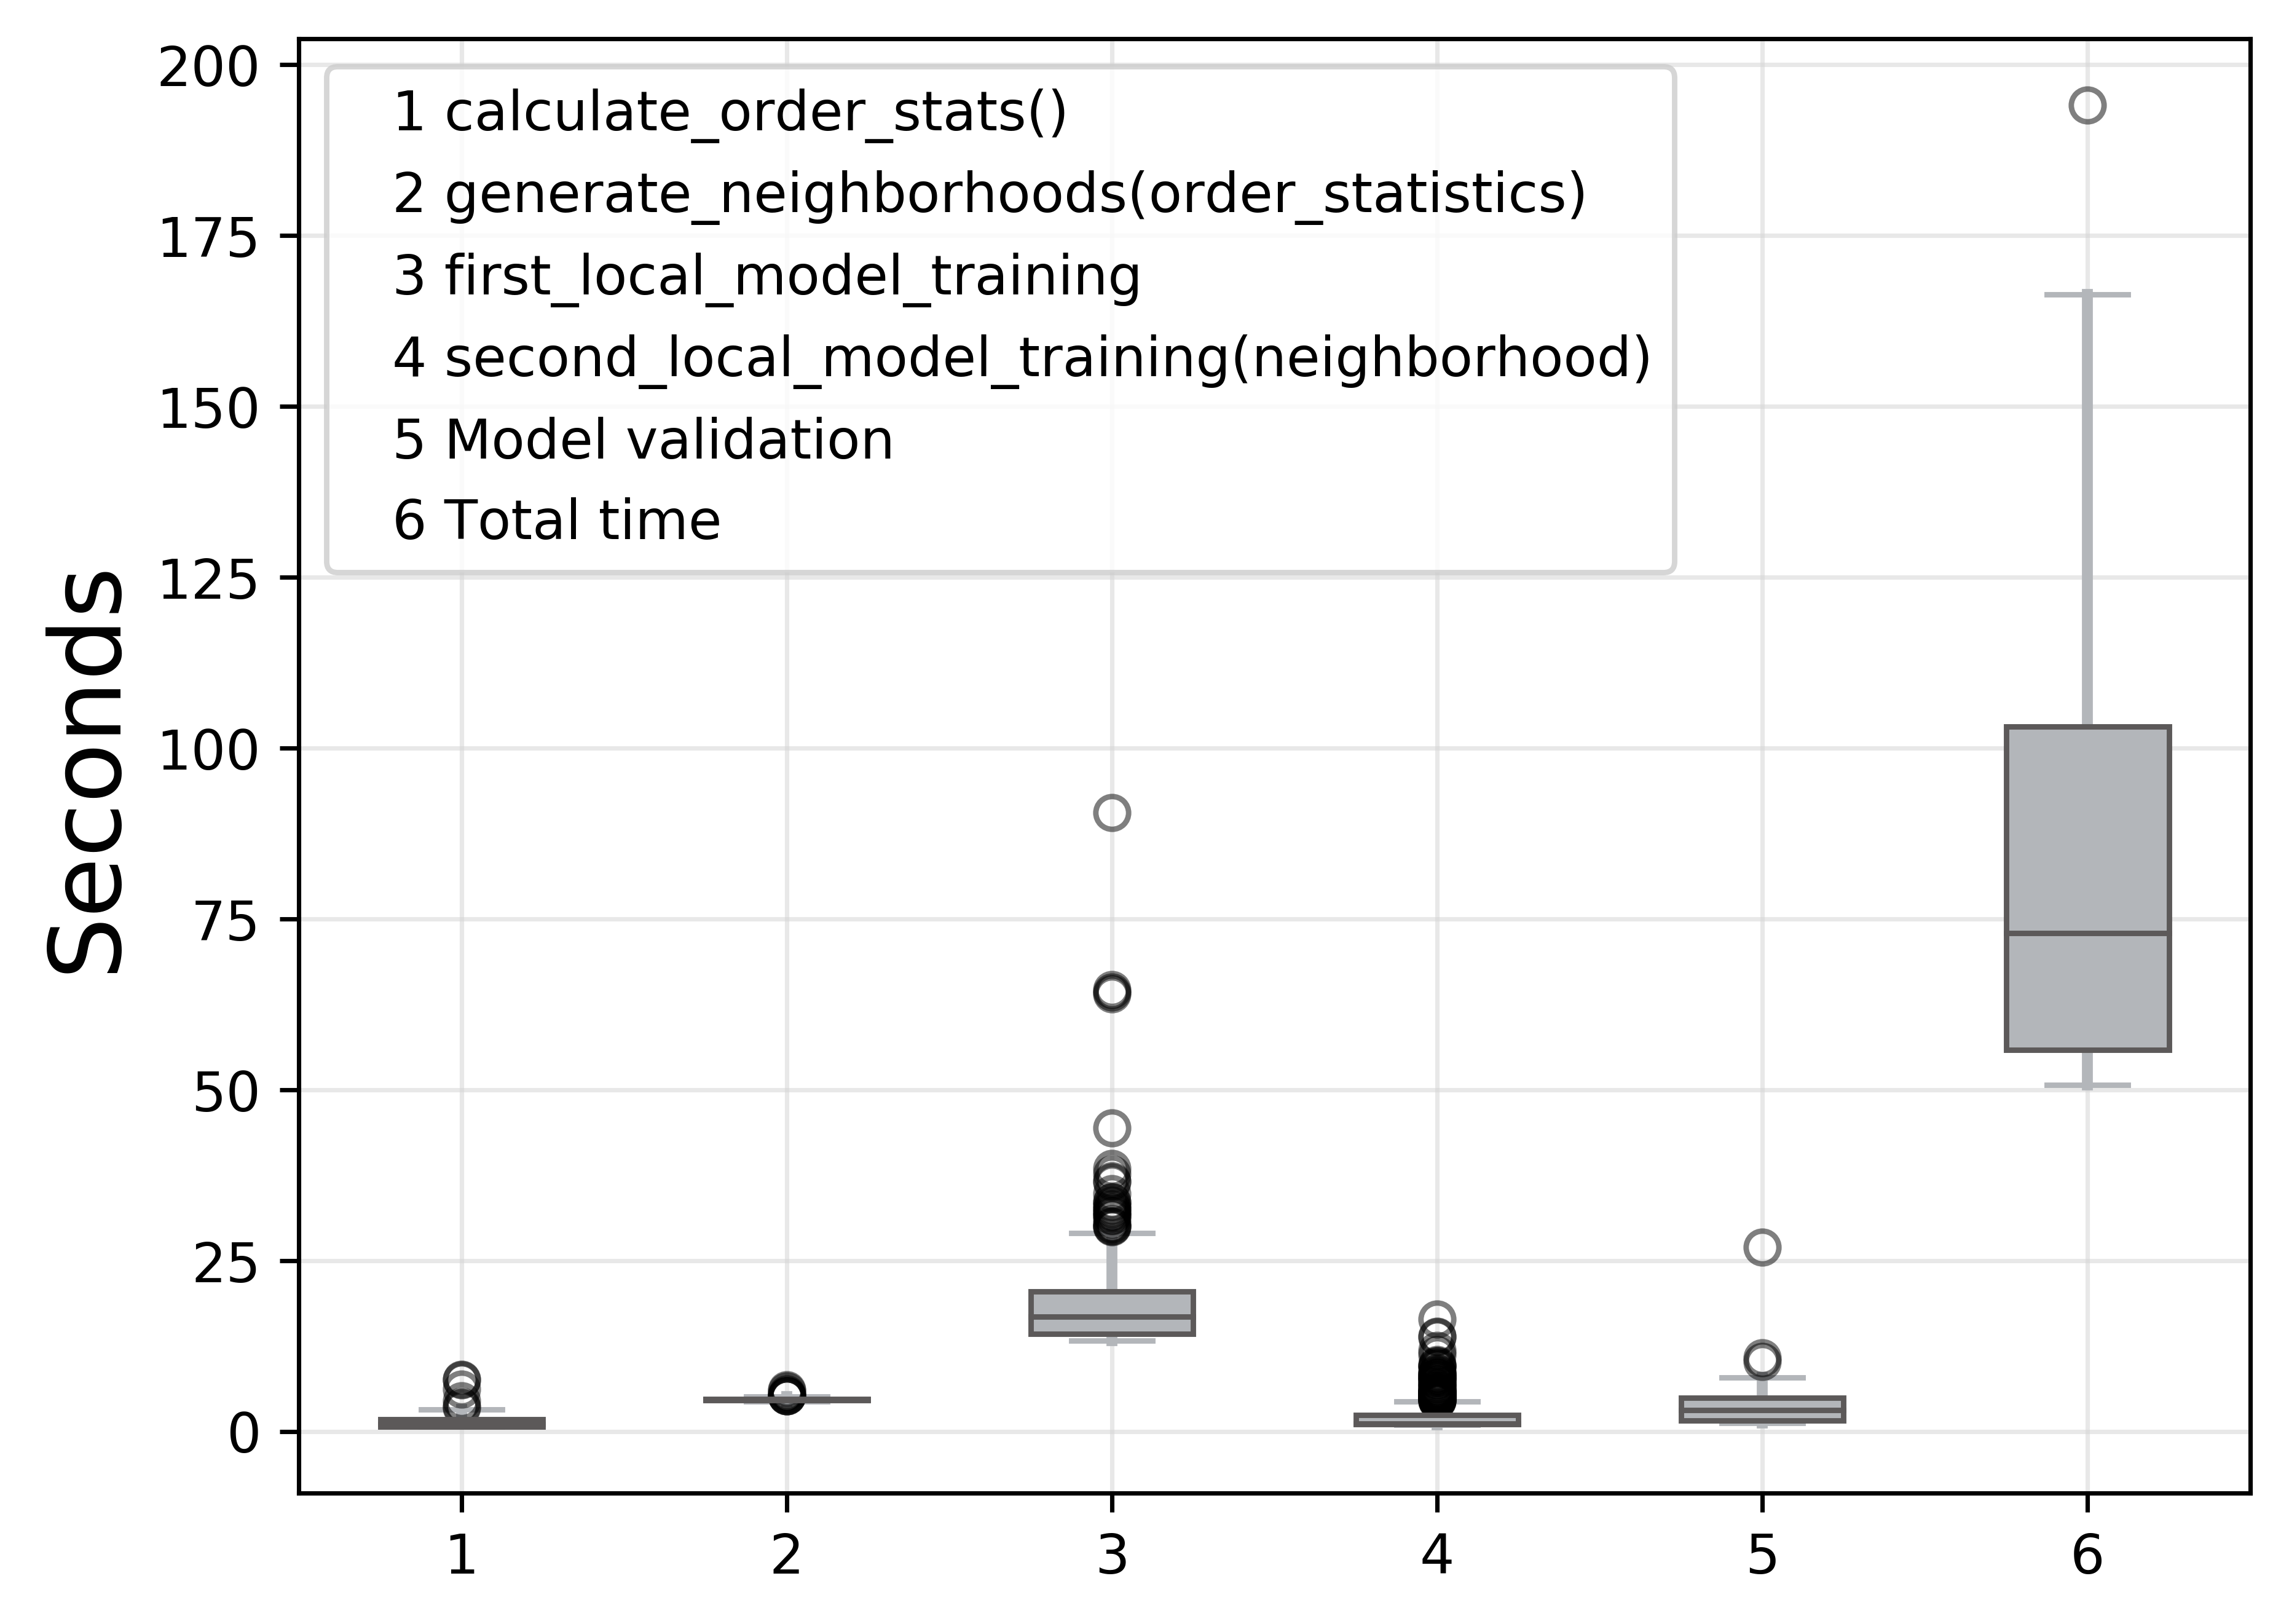 200
175
150
125
100
75
50
25
0
Seconds
1 calculate_order_stats()
2 generate_neighborhoods(order_statistics)
3 first_local_model_training
4 second_local_model_training(neighborhood)
5 Model validation
6 Total time
1 2 3 4 5 6